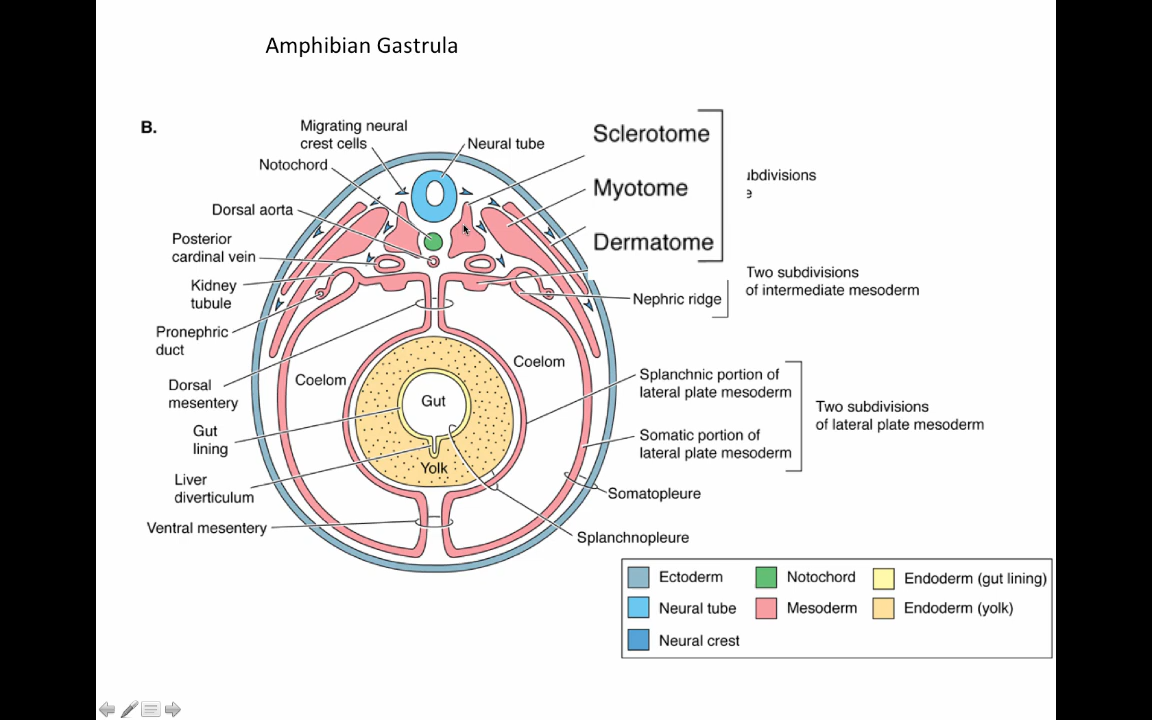 Amphibian Gastrula
B.
Migrating neural
crest cells
Neural tube
Notochord
Dorsal aorta
Posterior
cardinal vein
Kidney
tubule
Pronephric
duct
Dorsal
mesentery
Gut
lining
Liver
diverticulum
Ventral mesentery
Sclerotome
Myotome
Dermatome
ubdivisions
e
Two subdivisions
of intermediate mesoderm
Nephric ridge
Coelom
Coelom
Gut
Yolk
Splanchnic portion of
lateral plate mesoderm
Two subdivisions
of lateral plate mesoderm
Somatic portion of
lateral plate mesoderm
Somatopleure
Splanchnopleure
Ectoderm
Notochord
Endoderm (gut lining)
Neural tube
Mesoderm
Endoderm (yolk)
Neural crest